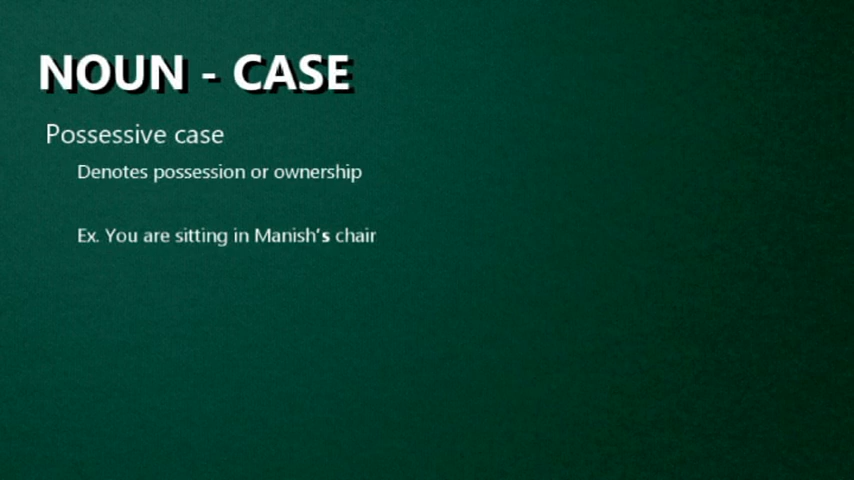 NOUN - CASE
Possessive case
Denotes possession or ownership
Ex. You are sitting in Manish’s chair